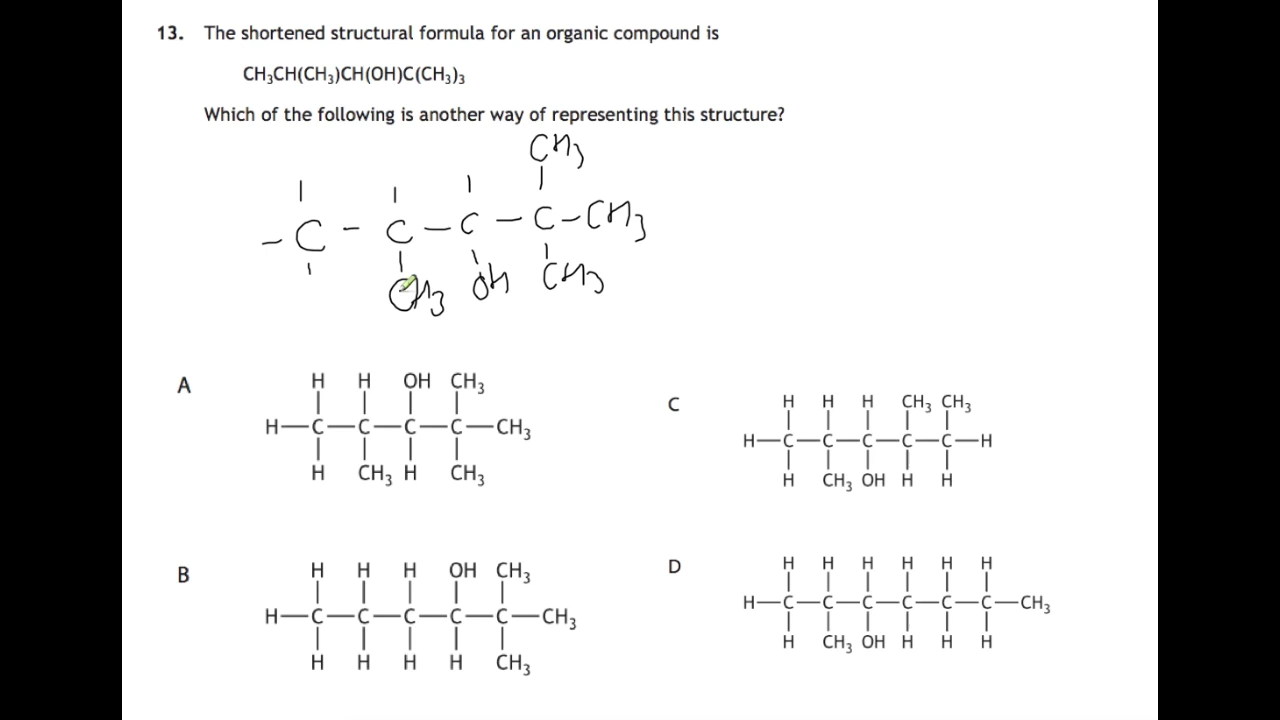 13. The shortened structural formula for an organic compound is
CH₃CH(CH₃)CH(OH)C(CH₃)₃
Which of the following is another way of representing this structure?
CH₃
– C – C – C – C – CH₃
CH₃ OH CH₃
A
H H OH CH₃
H—C—C—C—C—CH₃
H CH₃ H CH₃
C
H H H CH₃ CH₃
H—C—C—C—C—C—H
H CH₃ OH H H
B
H H H OH CH₃
H—C—C—C—C—C—CH₃
H H H H CH₃
D
H H H H H H
H—C—C—C—C—C—C—CH₃
H CH₃ OH H H H